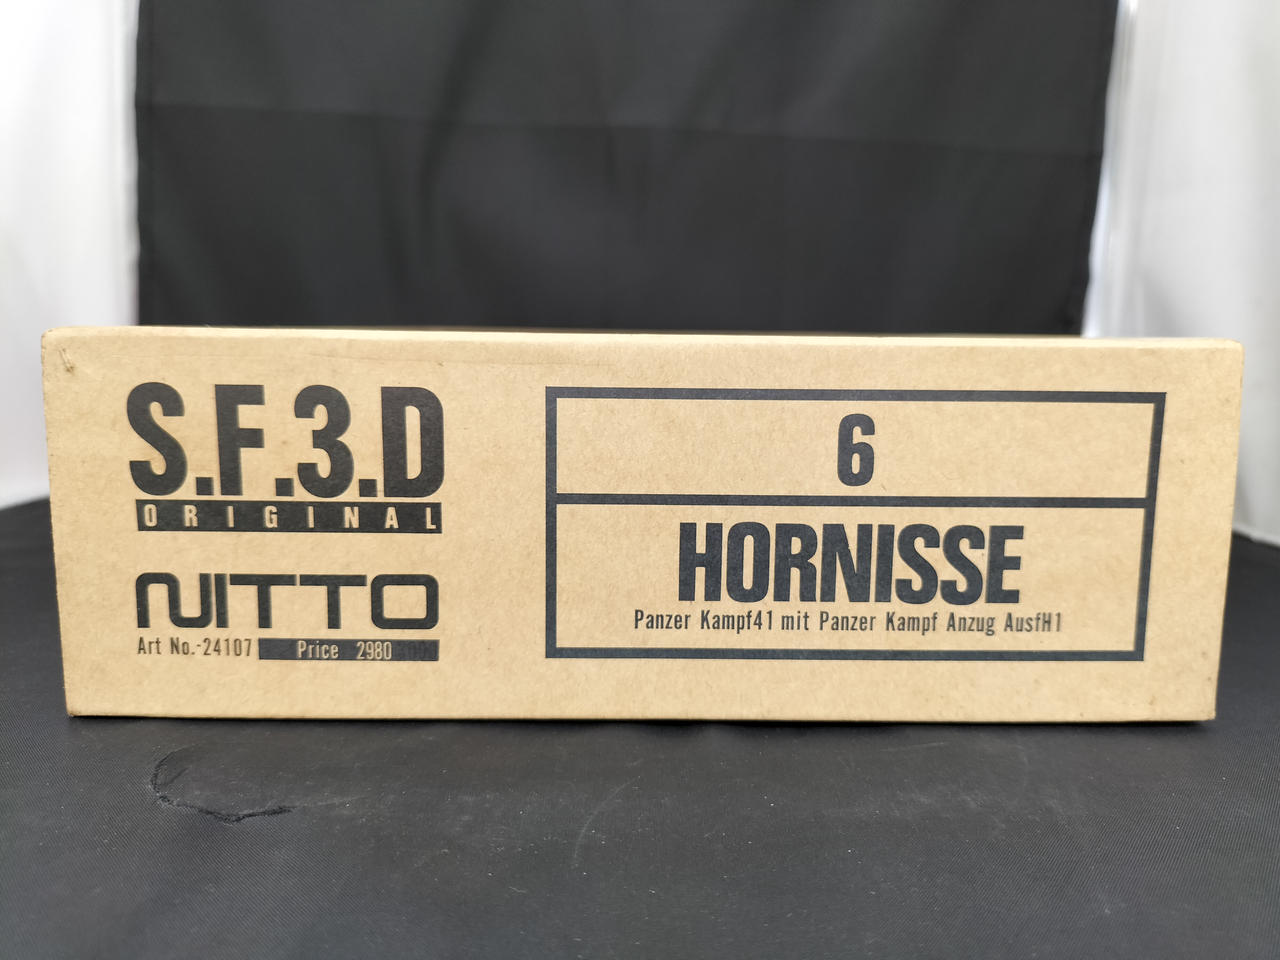 S.F.3.D
ORIGINAL
NITTO
Art No.-24107 Price 2980
6
HORNISSE
Panzer Kampf41 mit Panzer Kampf Anzug AusfH1